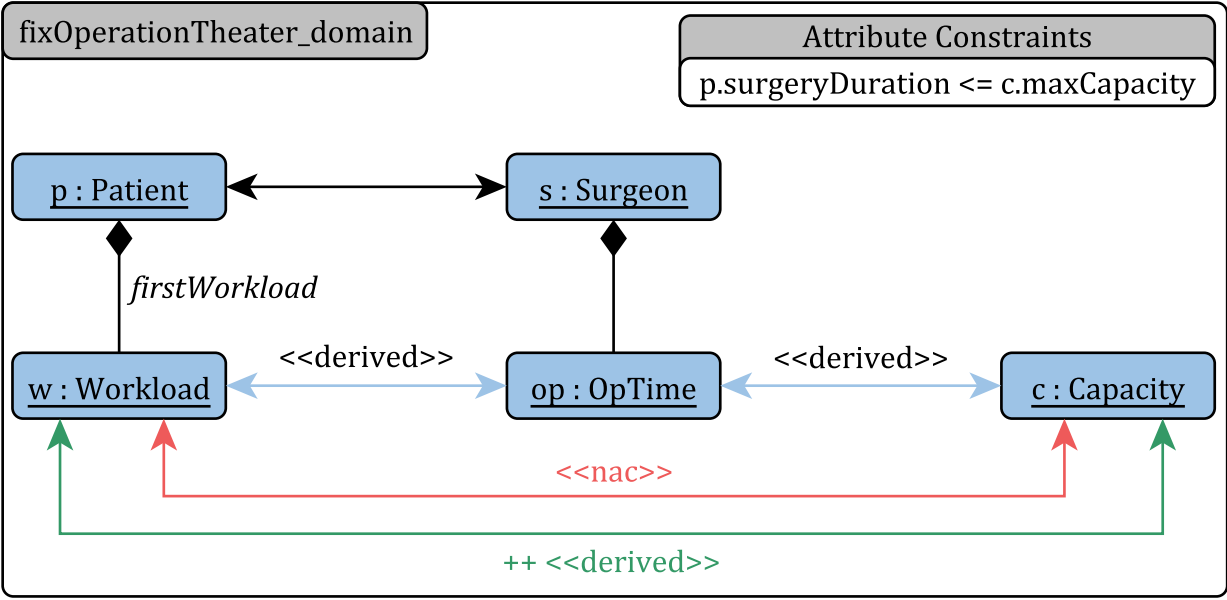 fixOperationTheater_domain
Attribute Constraints
p.surgeryDuration <= c.maxCapacity
p : Patient
s : Surgeon
firstWorkload
<<derived>>
<<derived>>
w : Workload
op : OpTime
c : Capacity
<<nac>>
++ <<derived>>